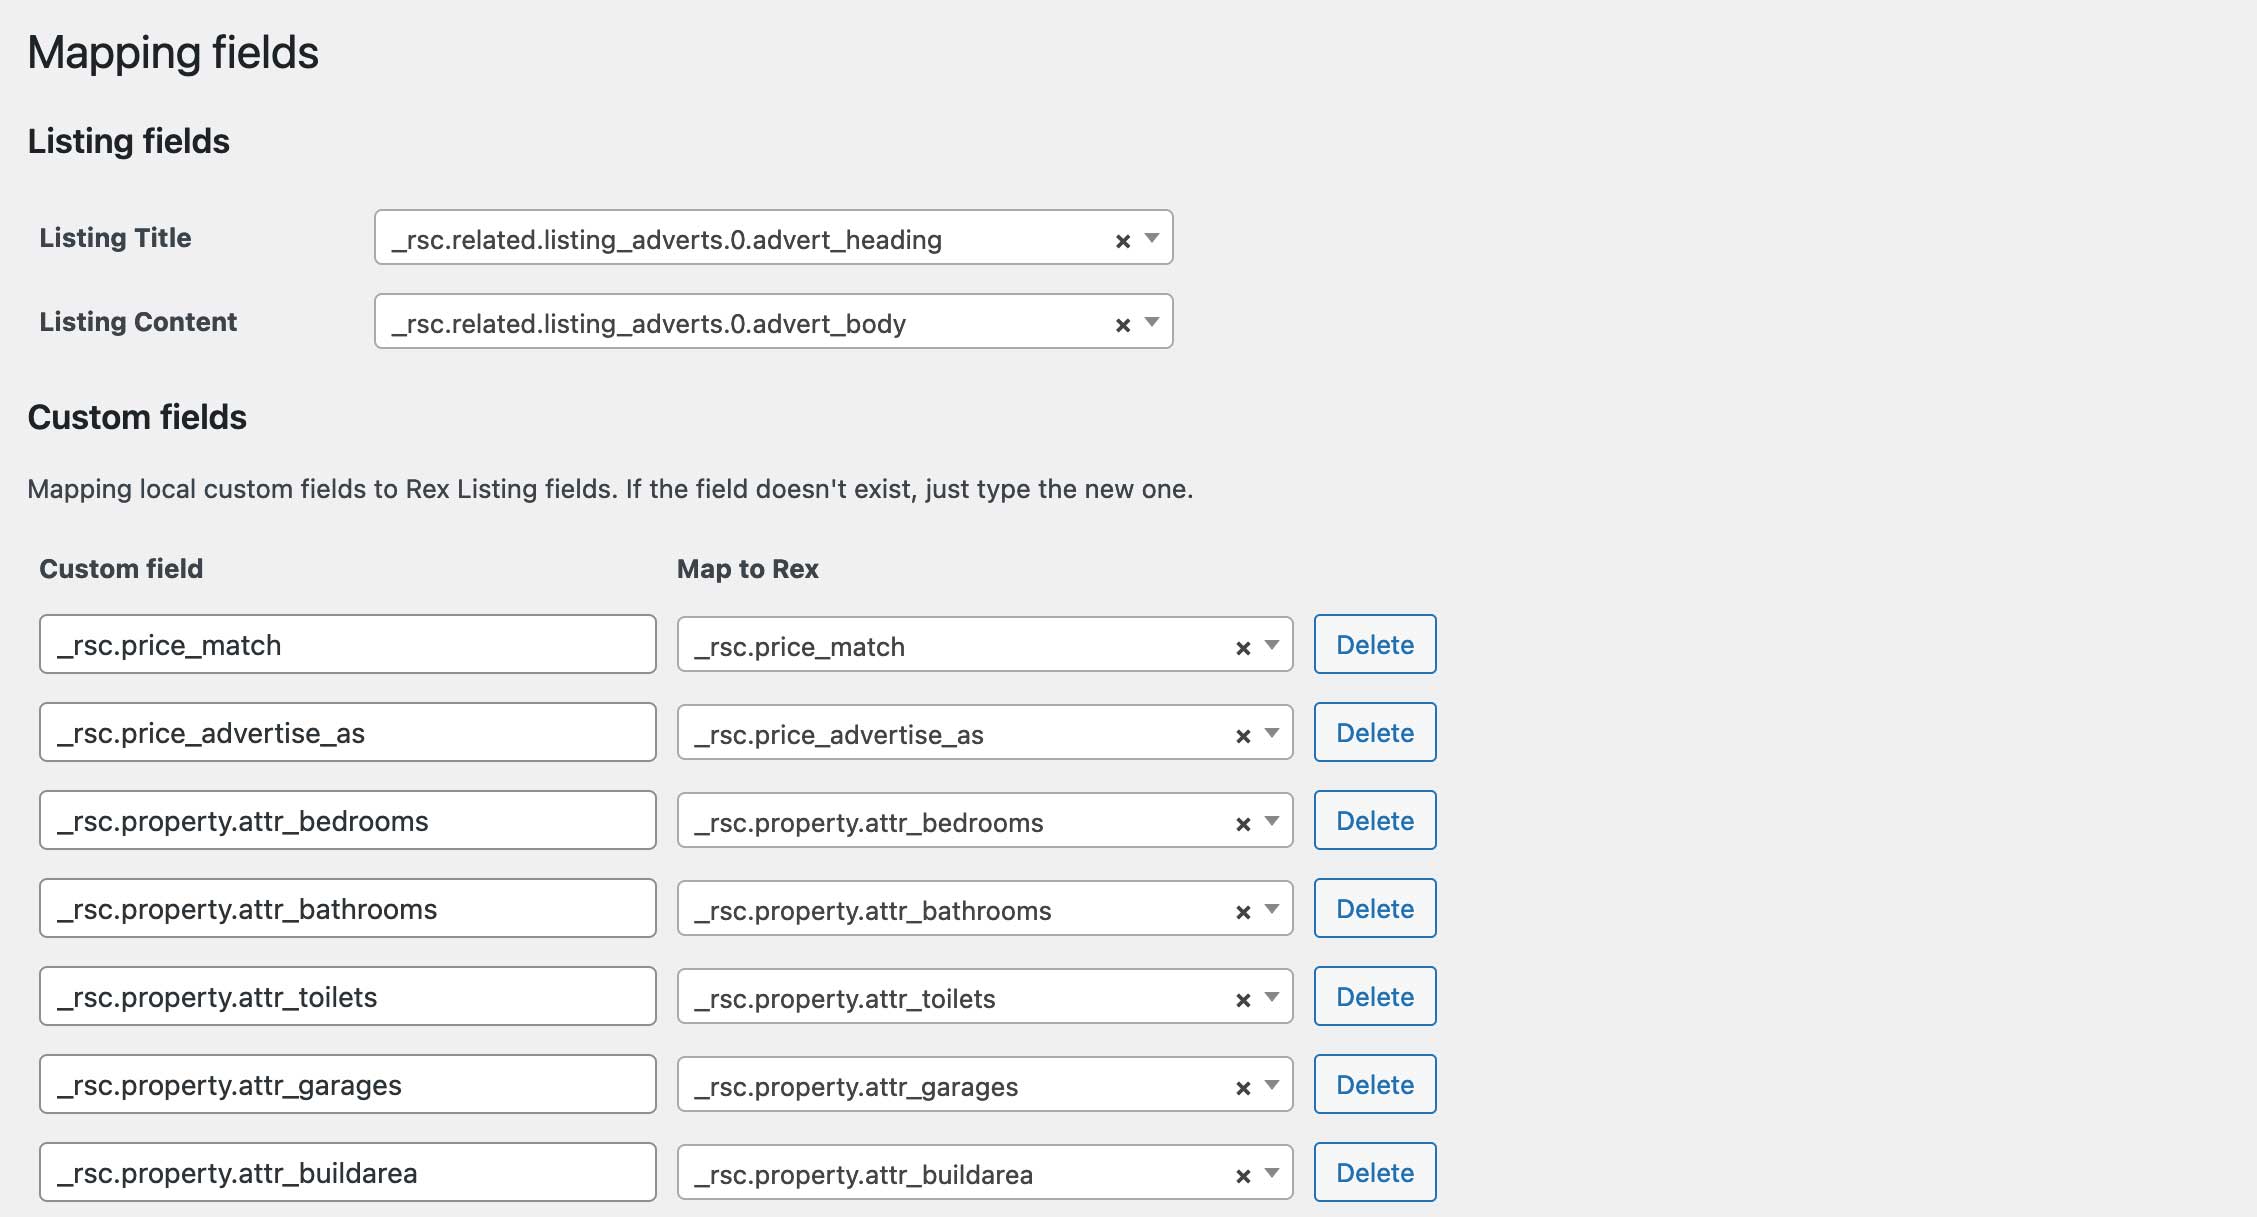 Mapping fields
Listing fields
Listing Title
_rsc.related.listing_adverts.0.advert_heading
Listing Content
_rsc.related.listing_adverts.0.advert_body
Custom fields
Mapping local custom fields to Rex Listing fields. If the field doesn't exist, just type the new one.
Custom field Map to Rex
_rsc.price_match _rsc.price_match × Delete
_rsc.price_advertise_as _rsc.price_advertise_as × Delete
_rsc.property.attr_bedrooms _rsc.property.attr_bedrooms × Delete
_rsc.property.attr_bathrooms _rsc.property.attr_bathrooms × Delete
_rsc.property.attr_toilets _rsc.property.attr_toilets × Delete
_rsc.property.attr_garages _rsc.property.attr_garages × Delete
_rsc.property.attr_buildarea _rsc.property.attr_buildarea × Delete